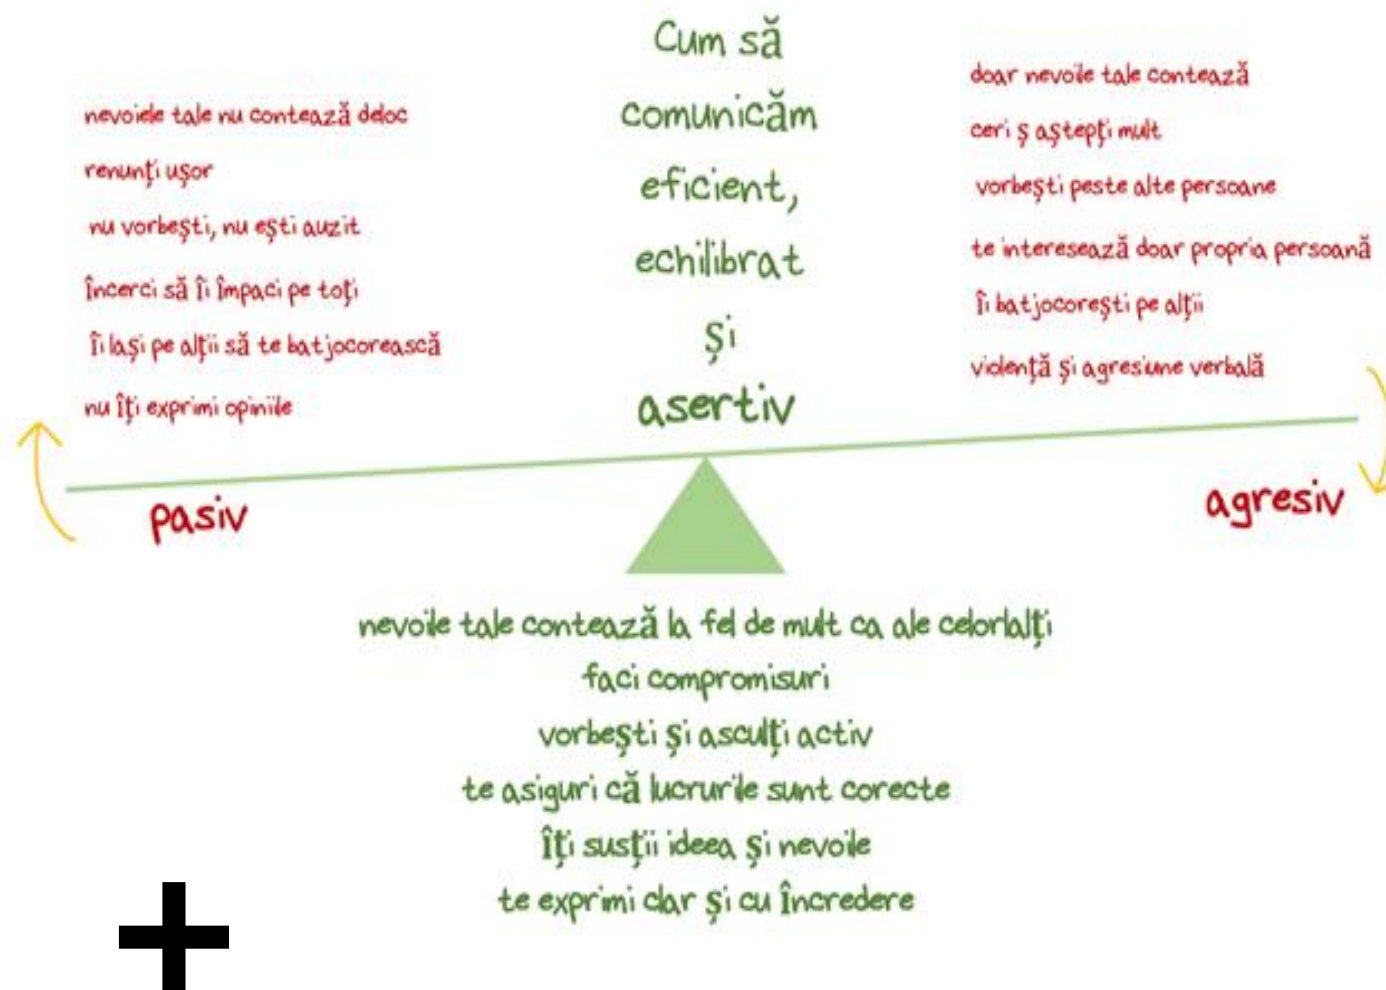 Cum să
comunicăm
eficient,
echilibrat
și
asertiv
nevoiele tale nu contează deloc
renunți ușor
nu vorbești, nu ești auzit
încerci să îi împaci pe toți
îi lași pe alții să te batjocorească
nu îți exprimi opiniile
pasiv
doar nevoile tale contează
ceri ș aștepți mult
vorbești peste alte persoane
te interesează doar propria persoană
îi batjocorești pe alții
violență și agresiune verbală
agresiv
nevoile tale contează la fel de mult ca ale celorlalți
faci compromisuri
vorbești și asculți activ
te asiguri că lucrurile sunt corecte
îți susții ideea și nevoile
te exprimi clar și cu încredere